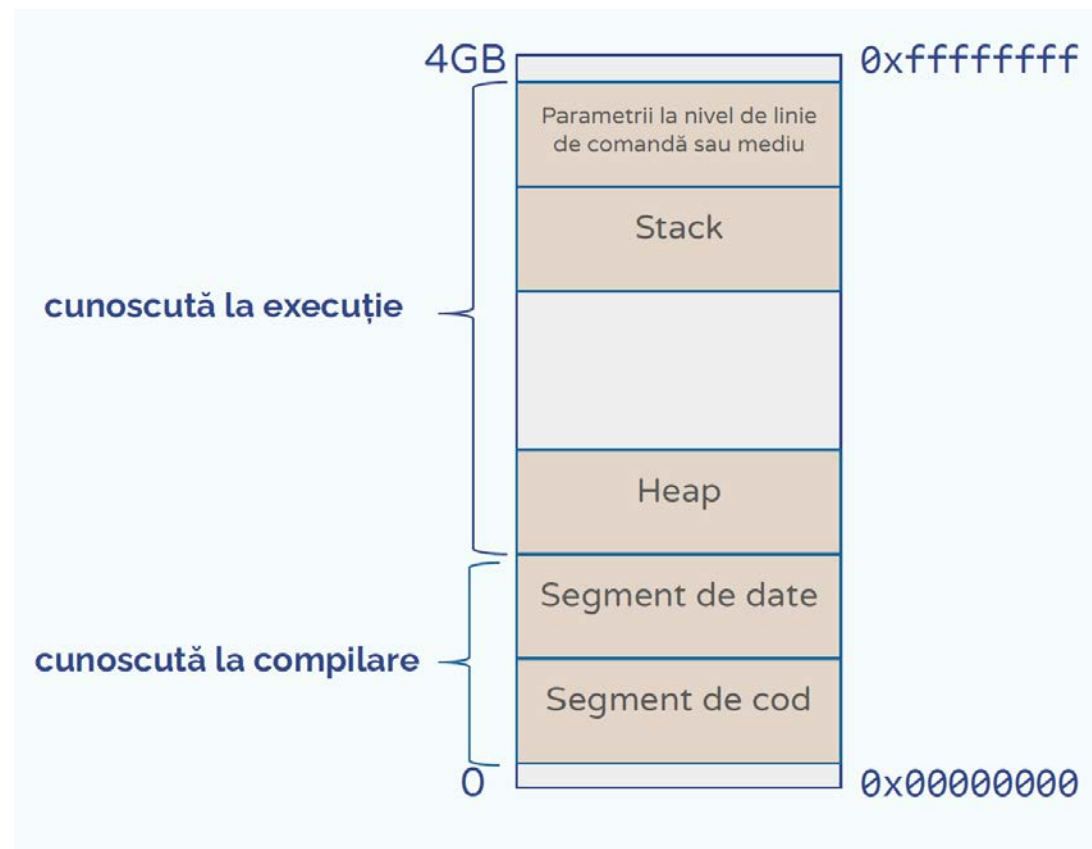 4GB
0xffffffff
Parametrii la nivel de linie
de comandă sau mediu
Stack
cunoscută la execuție
Heap
Segment de date
cunoscută la compilare
Segment de cod
0
0x00000000